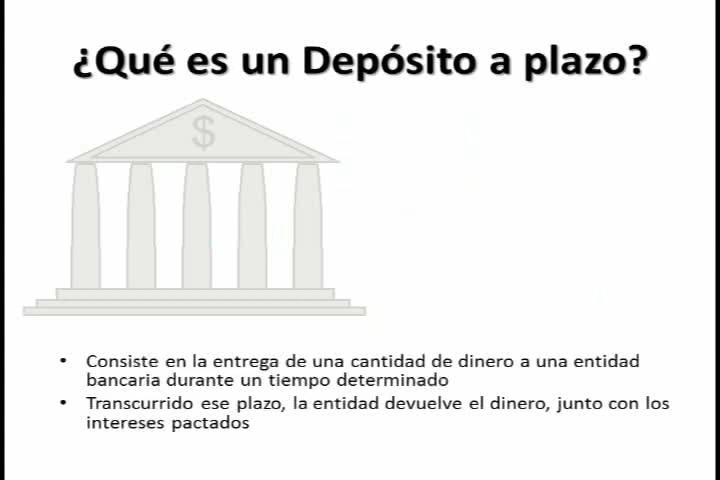 ¿Qué es un Depósito a plazo?
$
• Consiste en la entrega de una cantidad de dinero a una entidad
bancaria durante un tiempo determinado
• Transcurrido ese plazo, la entidad devuelve el dinero, junto con los
intereses pactados